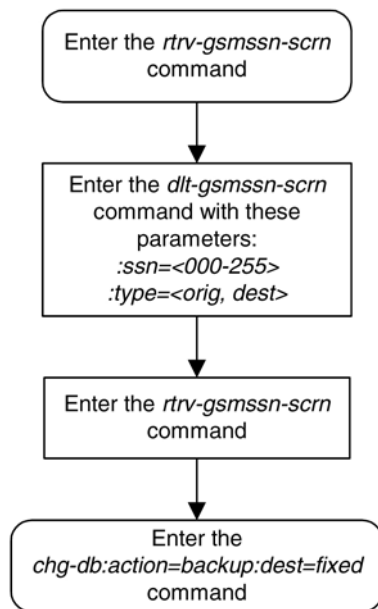 Enter the rtrv-gsmssn-scrn
command
Enter the dlt-gsmssn-scrn
command with these
parameters:
:ssn=<000-255>
:type=<orig, dest>
Enter the rtrv-gsmssn-scrn
command
Enter the
chg-db:action=backup:dest=fixed
command